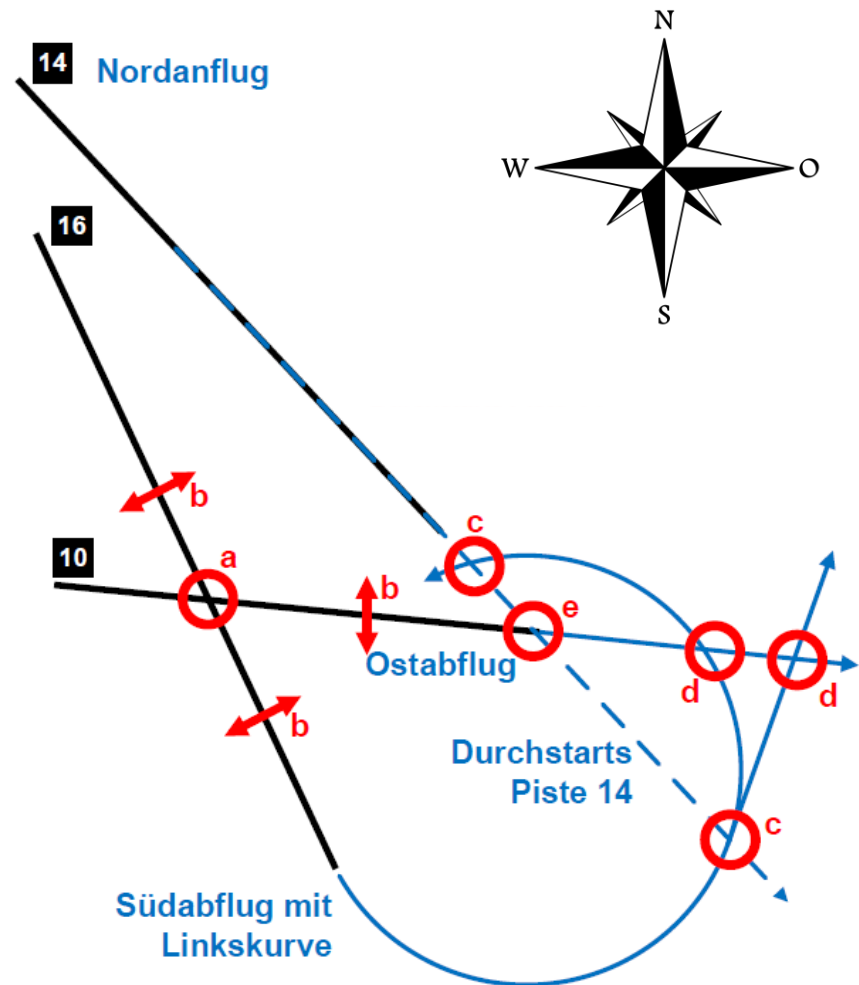 14
Nordanflug
N
W
O
S
16
b
a
10
b
c
e
Ostabflug
d
d
b
Durchstarts
Piste 14
c
Südabflug mit
Linkskurve